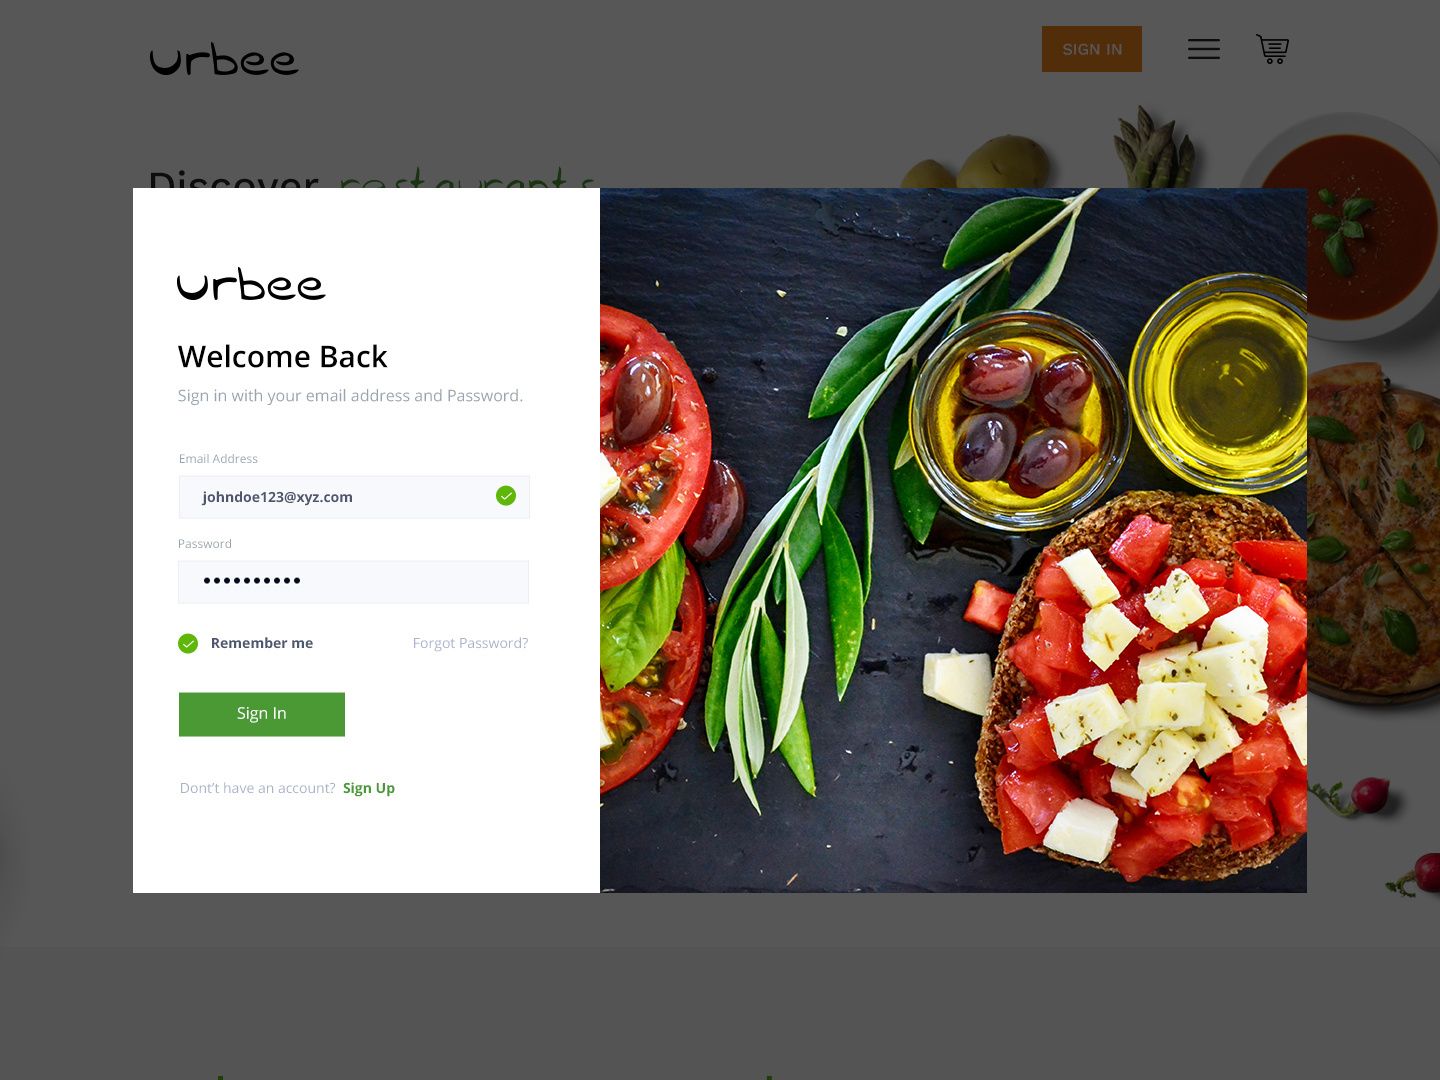 urbee
SIGN IN
Discover restaurants
urbee
Welcome Back
Sign in with your email address and Password.
Email Address
johndoe123@xyz.com
Password
Remember me
Forgot Password?
Sign In
Don't have an account? Sign Up